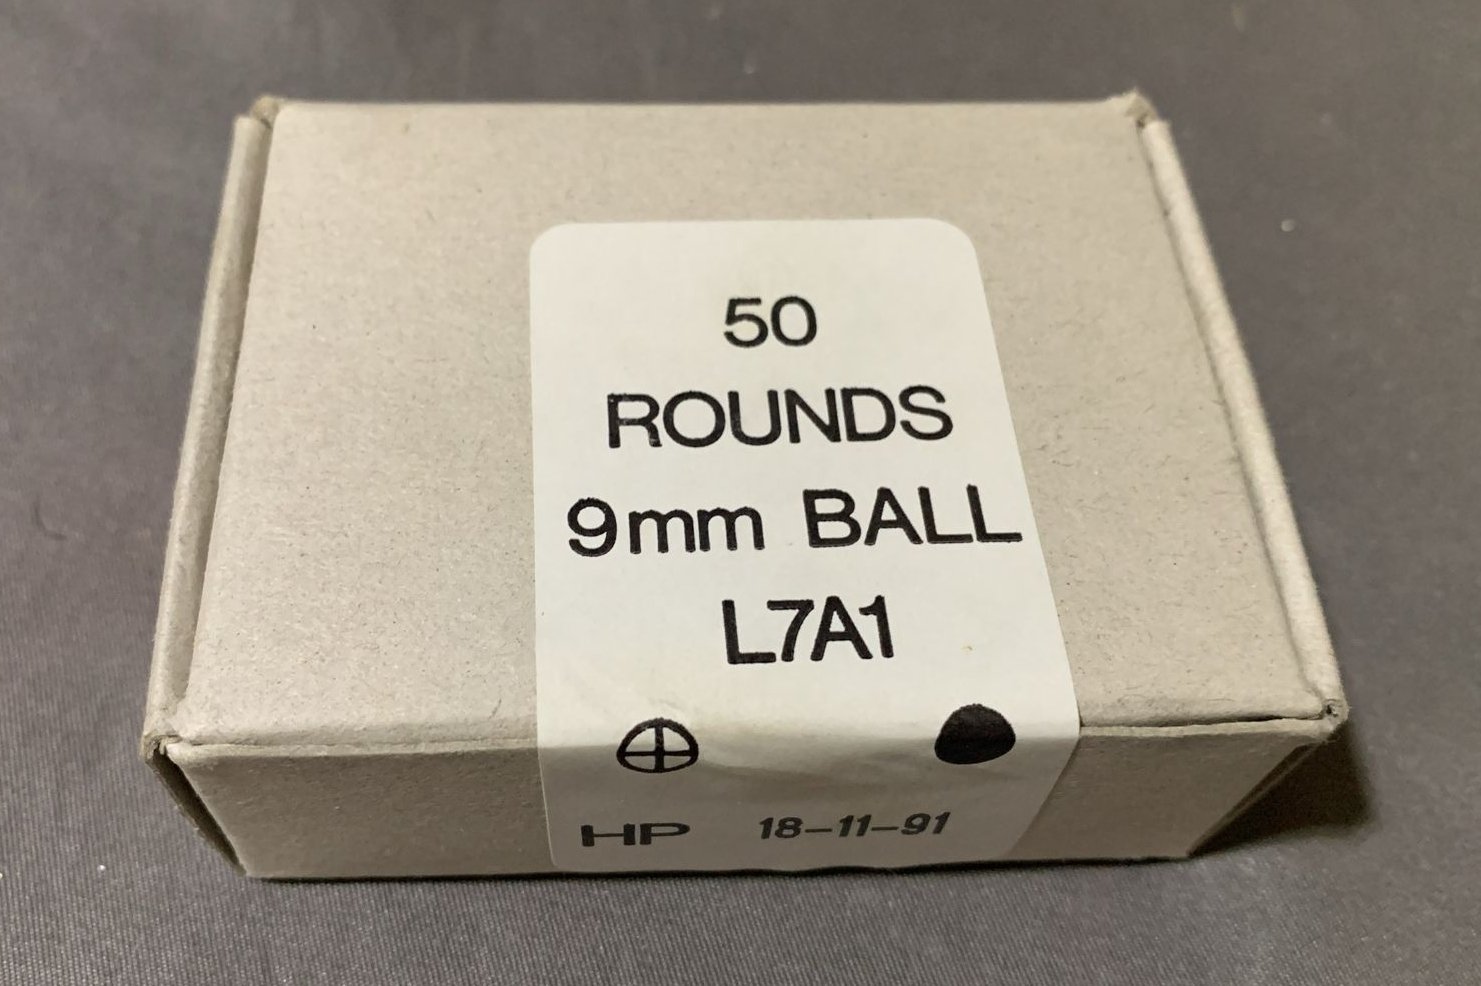 50
ROUNDS
9mm BALL
L7A1
HP 18-11-91